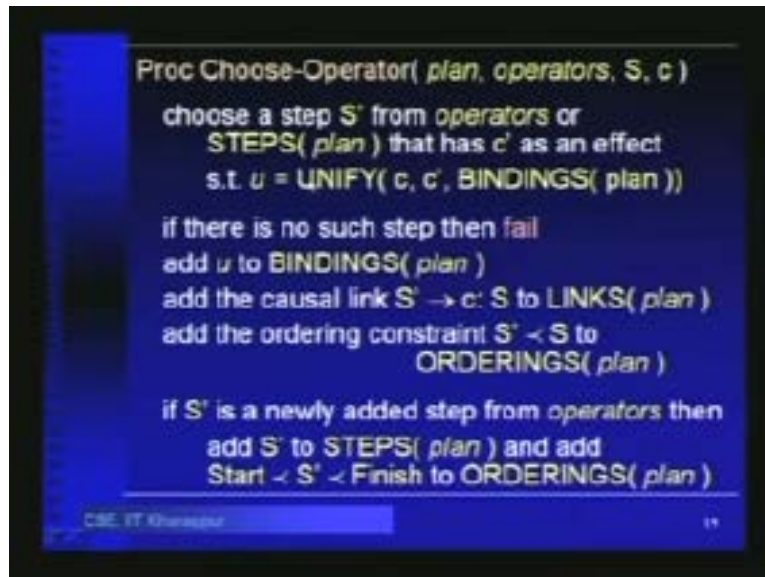 Proc Choose-Operator( plan, operators, S, c )
choose a step S' from operators or
STEPS( plan ) that has c' as an effect
s.t. u = UNIFY( c, c', BINDINGS( plan ))
if there is no such step then fail
add u to BINDINGS( plan )
add the causal link S' → c: S to LINKS( plan )
add the ordering constraint S' ≺ S to
ORDERINGS( plan )
if S' is a newly added step from operators then
add S' to STEPS( plan ) and add
Start ≺ S' ≺ Finish to ORDERINGS( plan )
CSE, IIT Kharagpur